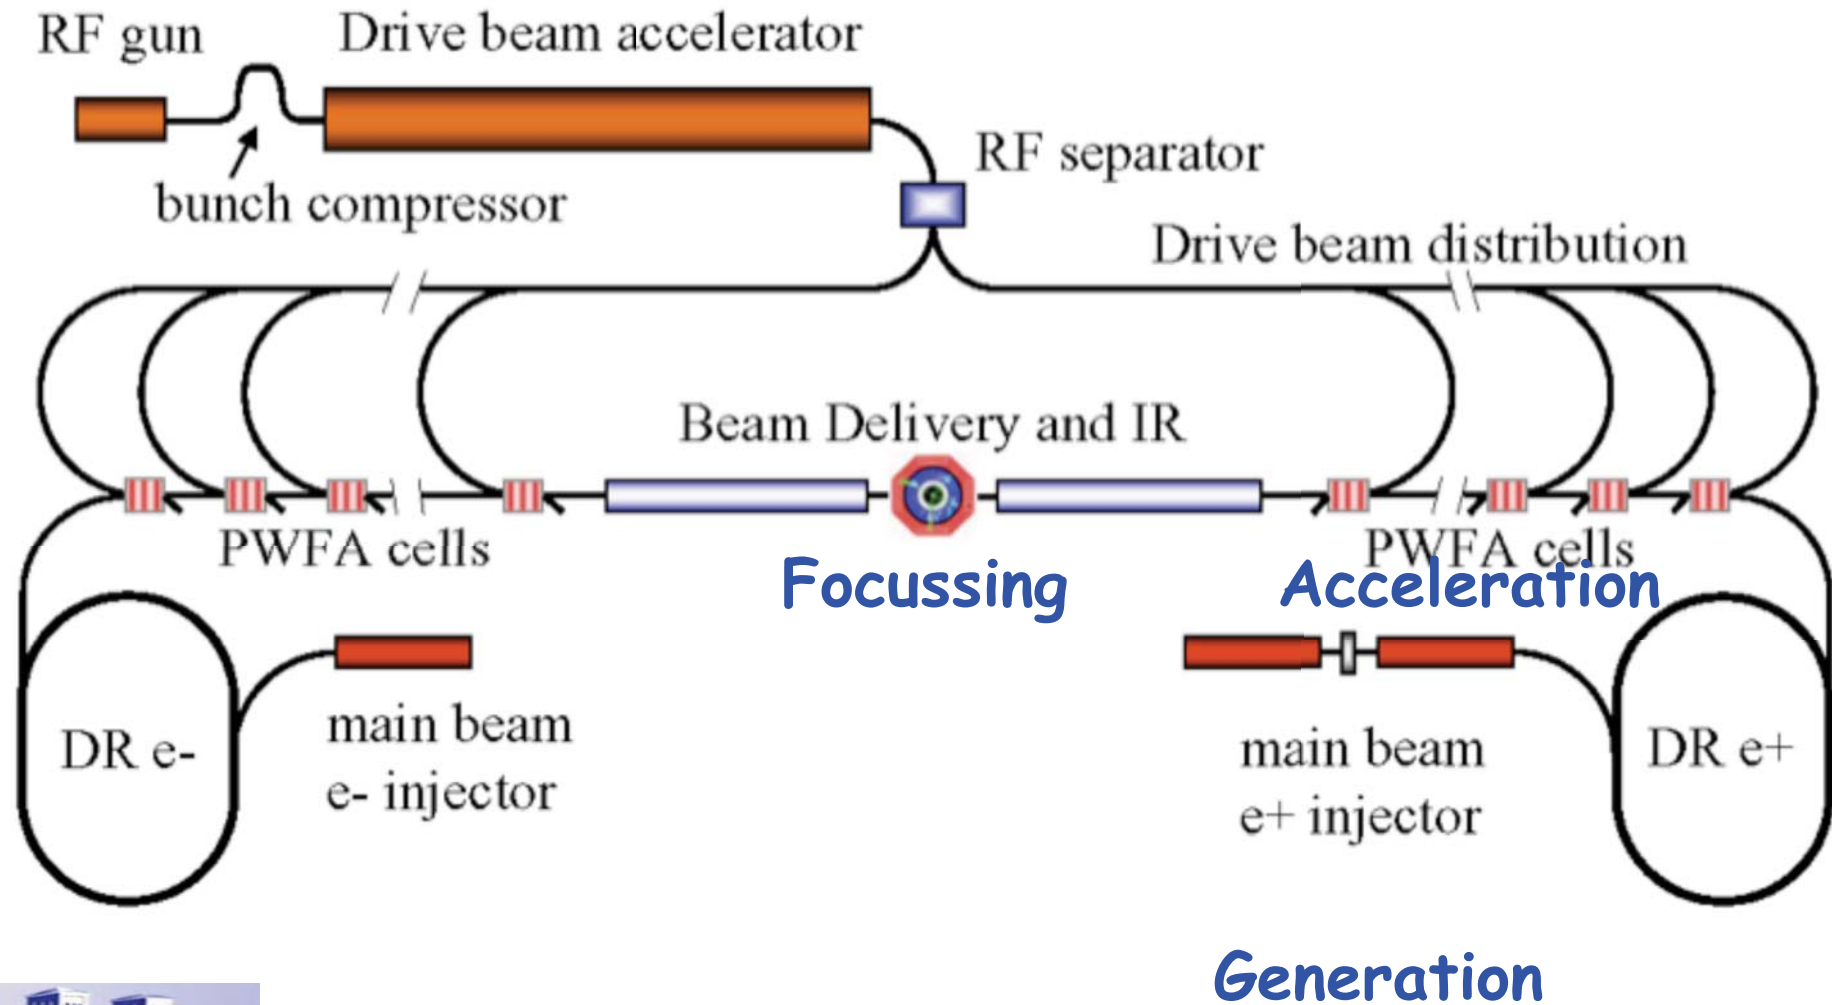 RF gun
Drive beam accelerator
RF separator
bunch compressor
Drive beam distribution
Beam Delivery and IR
PWFA cells
PWFA cells
Focussing
Acceleration
main beam
e- injector
DR e-
main beam
e+ injector
DR e+
Generation